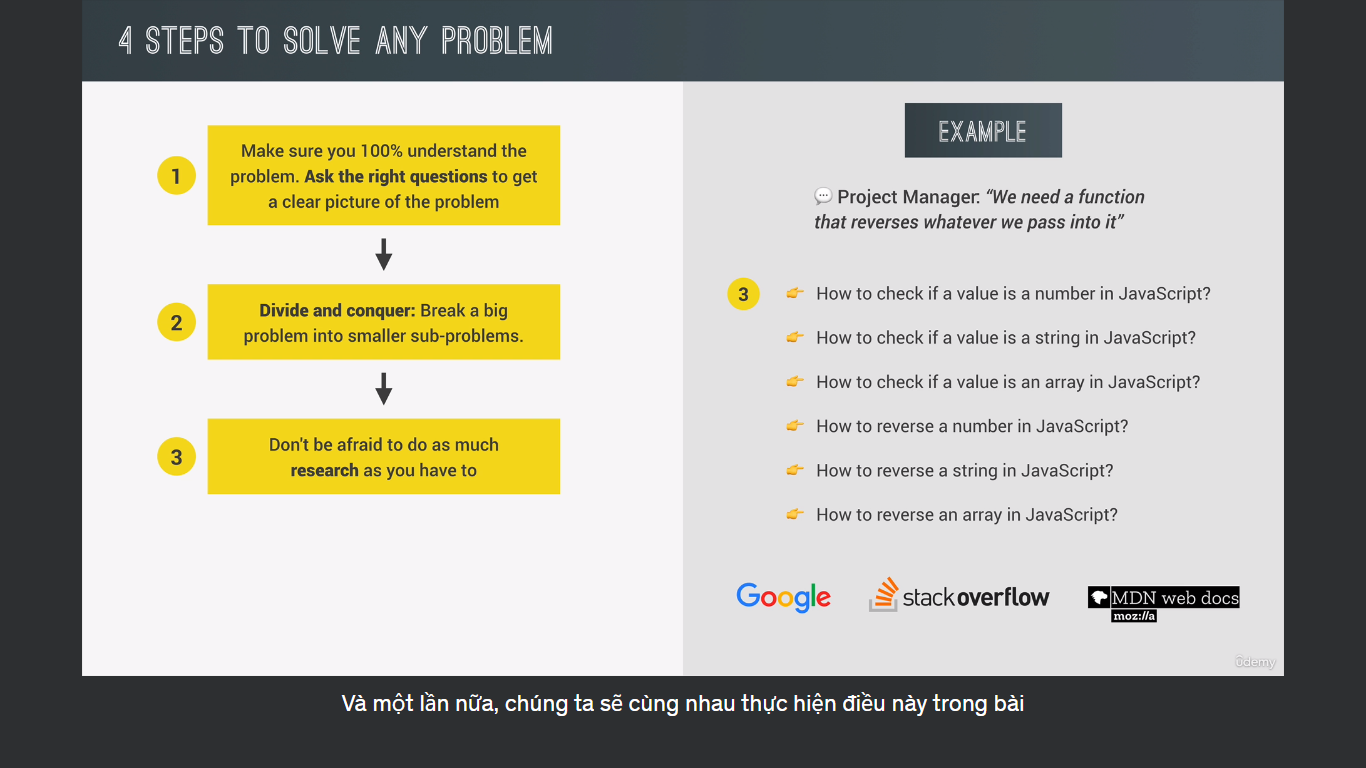 4 STEPS TO SOLVE ANY PROBLEM
1
Make sure you 100% understand the
problem. Ask the right questions to get
a clear picture of the problem
2
Divide and conquer: Break a big
problem into smaller sub-problems.
3
Don't be afraid to do as much
research as you have to
EXAMPLE
Project Manager: “We need a function
that reverses whatever we pass into it”
3
How to check if a value is a number in JavaScript?
How to check if a value is a string in JavaScript?
How to check if a value is an array in JavaScript?
How to reverse a number in JavaScript?
How to reverse a string in JavaScript?
How to reverse an array in JavaScript?
Google
stackoverflow
MDN web docs
moz://a
ûdemy
Và một lần nữa, chúng ta sẽ cùng nhau thực hiện điều này trong bài